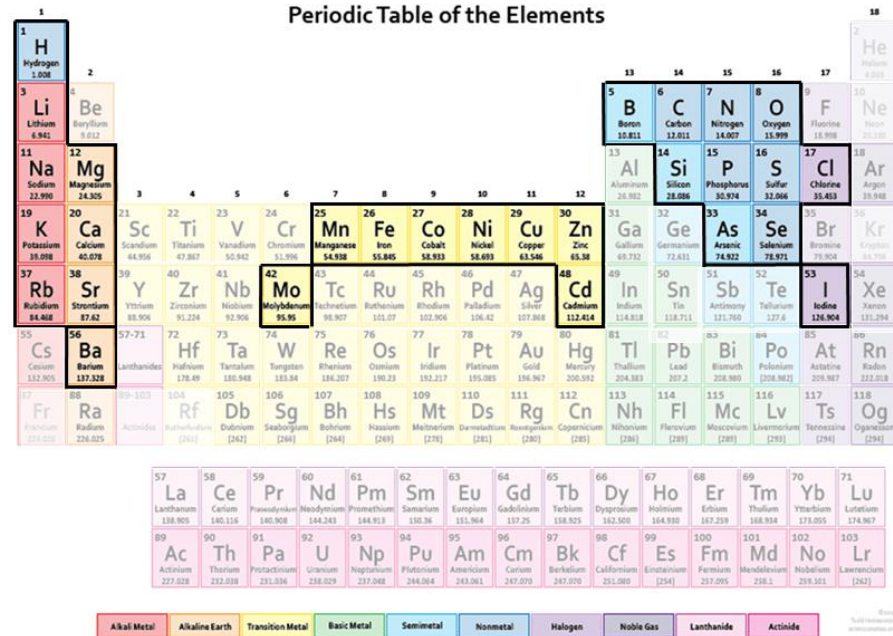 Periodic Table of the Elements
1 18
1 2
H He
Hydrogen Helium
1.008
2 13 14 15 16 17
3 4 5 6 7 8 9 10
Li Be B C N O F Ne
Lithium Beryllium Boron Carbon Nitrogen Oxygen Fluorine Neon
6.941 9.012 10.811 12.011 14.007 15.999 18.998 20.180
11 12 13 14 15 16 17 18
Na Mg Al Si P S Cl Ar
Sodium Magnesium Aluminum Silicon Phosphorus Sulfur Chlorine Argon
22.990 24.305 26.982 28.086 30.974 32.066 35.453 39.948
3 4 5 6 7 8 9 10 11 12
19 20 21 22 23 24 25 26 27 28 29 30 31 32 33 34 35 36
K Ca Sc Ti V Cr Mn Fe Co Ni Cu Zn Ga Ge As Se Br Kr
Potassium Calcium Scandium Titanium Vanadium Chromium Manganese Iron Cobalt Nickel Copper Zinc Gallium Germanium Arsenic Selenium Bromine Krypton
39.098 40.078 44.956 47.867 50.942 51.996 54.938 55.845 58.933 58.693 63.546 65.38 69.732 72.631 74.922 78.971 79.904
37 38 39 40 41 42 43 44 45 46 47 48 49 50 51 52 53 54
Rb Sr Y Zr Nb Mo Tc Ru Rh Pd Ag Cd In Sn Sb Te I Xe
Rubidium Strontium Yttrium Zirconium Niobium Molybdenum Technetium Ruthenium Rhodium Palladium Silver Cadmium Indium Tin Antimony Tellurium Iodine Xenon
84.468 87.62 88.906 91.224 92.906 95.95 98.907 101.07 102.906 106.42 107.868 112.414 114.818 118.711 121.760 127.6 126.904 131.294
55 56 57-71 72 73 74 75 76 77 78 79 80 81 82 83 84 85 86
Cs Ba Hf Ta W Re Os Ir Pt Au Hg Tl Pb Bi Po At Rn
Cesium Barium Lanthanides Hafnium Tantalum Tungsten Rhenium Osmium Iridium Platinum Gold Mercury Thallium Lead Bismuth Polonium Astatine Radon
132.905 137.328 178.49 180.948 183.84 186.207 190.23 192.217 195.085 196.967 200.592 204.383 207.2 208.980 [208.982] 209.987 222.018
87 88 89-103 104 105 106 107 108 109 110 111 112 113 114 115 116 117 118
Fr Ra Rf Db Sg Bh Hs Mt Ds Rg Cn Nh Fl Mc Lv Ts Og
Francium Radium Actinides Rutherfordium Dubnium Seaborgium Bohrium Hassium Meitnerium Darmstadtium Roentgenium Copernicium Nihonium Flerovium Moscovium Livermorium Tennessine Oganesson
226.025 [261] [262] [266] [264] [269] [278] [281] [280] [285] [286] [289] [289] [293] [294] [294]
57 58 59 60 61 62 63 64 65 66 67 68 69 70 71
La Ce Pr Nd Pm Sm Eu Gd Tb Dy Ho Er Tm Yb Lu
Lanthanum Cerium Praseodymium Neodymium Promethium Samarium Europium Gadolinium Terbium Dysprosium Holmium Erbium Thulium Ytterbium Lutetium
138.905 140.116 140.908 144.243 144.913 150.36 151.964 157.25 158.925 162.500 164.930 167.259 168.934 173.055 174.967
89 90 91 92 93 94 95 96 97 98 99 100 101 102 103
Ac Th Pa U Np Pu Am Cm Bk Cf Es Fm Md No Lr
Actinium Thorium Protactinium Uranium Neptunium Plutonium Americium Curium Berkelium Californium Einsteinium Fermium Mendelevium Nobelium Lawrencium
227.028 232.038 231.036 238.029 237.048 244.064 243.061 247.070 247.070 251.080 [254] 257.095 258.1 259.101 [262]
Alkali Metal Alkaline Earth Transition Metal Basic Metal Semimetal Nonmetal Halogen Noble Gas Lanthanide Actinide